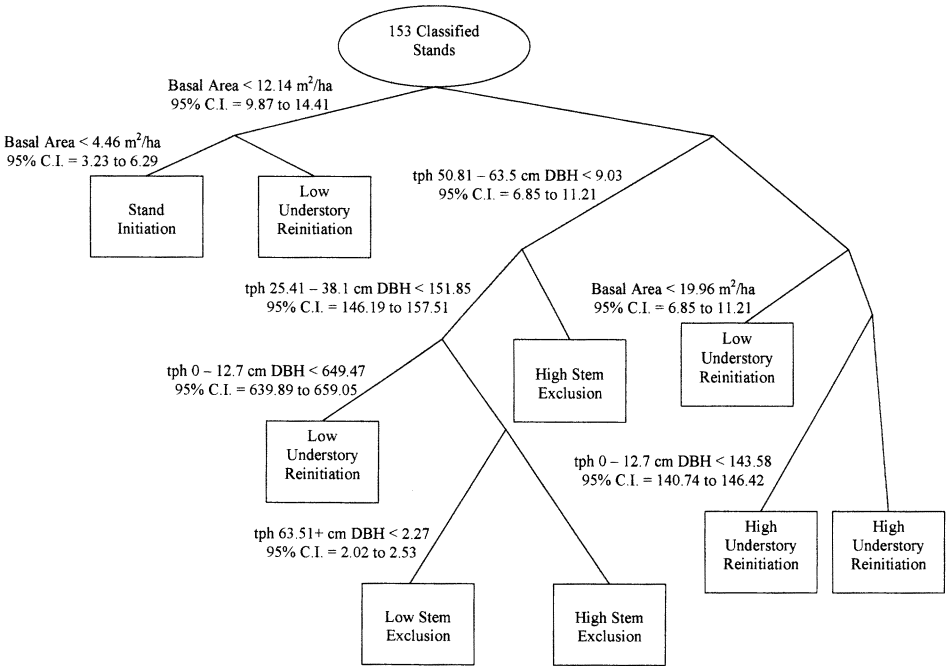 153 Classified
Stands
Basal Area < 12.14 m²/ha
95% C.I. = 9.87 to 14.41
Basal Area < 4.46 m²/ha
95% C.I. = 3.23 to 6.29
Stand
Initiation
Low
Understory
Reinitiation
tph 50.81 – 63.5 cm DBH < 9.03
95% C.I. = 6.85 to 11.21
tph 25.41 – 38.1 cm DBH < 151.85
95% C.I. = 146.19 to 157.51
Basal Area < 19.96 m²/ha
95% C.I. = 6.85 to 11.21
Low
Understory
Reinitiation
High Stem
Exclusion
tph 0 – 12.7 cm DBH < 649.47
95% C.I. = 639.89 to 659.05
Low
Understory
Reinitiation
tph 0 – 12.7 cm DBH < 143.58
95% C.I. = 140.74 to 146.42
High
Understory
Reinitiation
High
Understory
Reinitiation
tph 63.51+ cm DBH < 2.27
95% C.I. = 2.02 to 2.53
Low Stem
Exclusion
High Stem
Exclusion